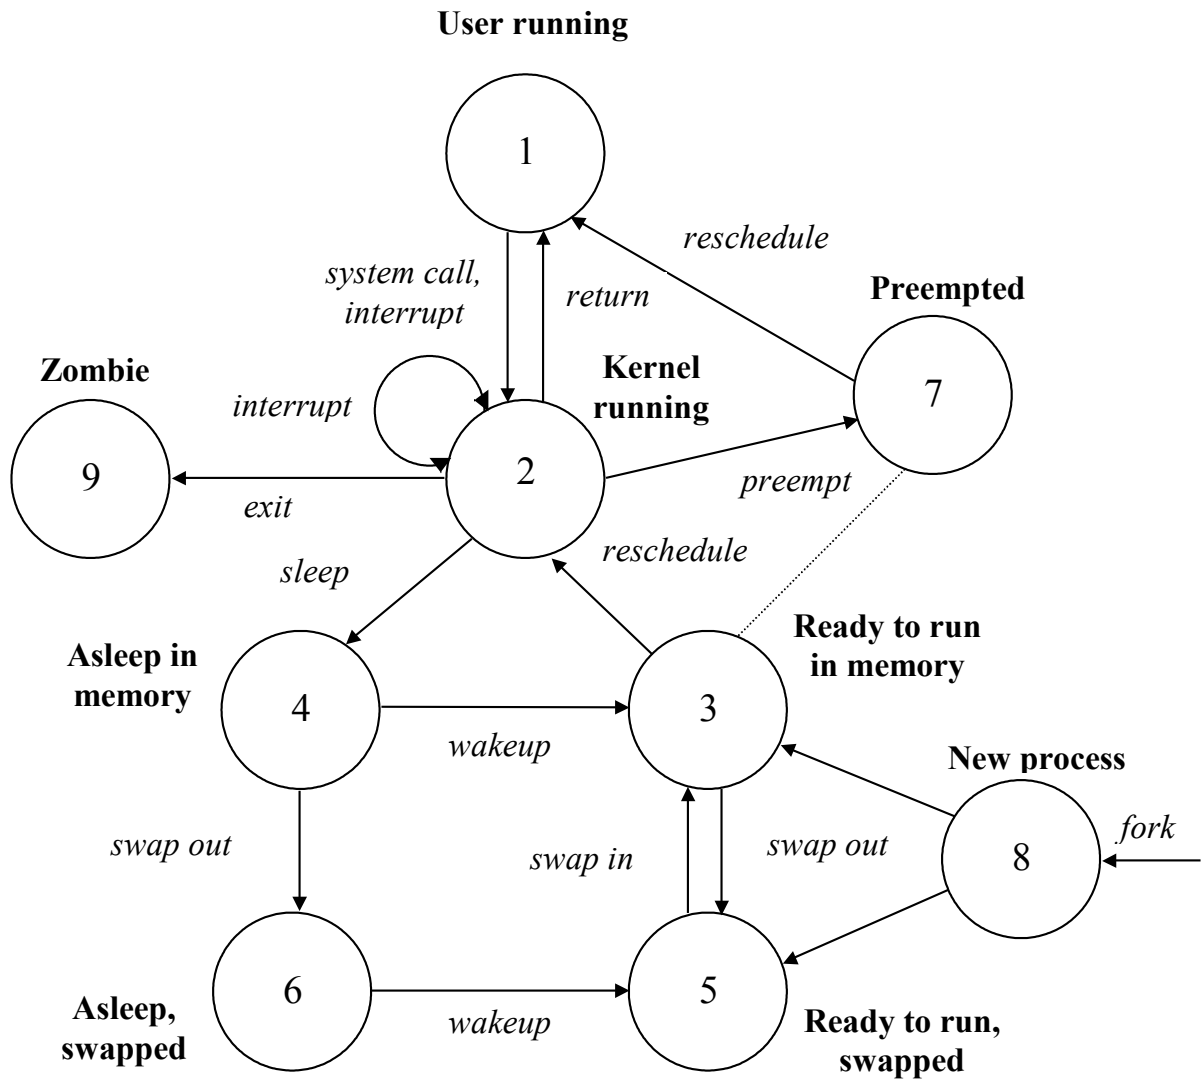 User running
1
reschedule
system call,
interrupt
return
Preempted
7
Zombie
Kernel
running
interrupt
9
2
preempt
exit
reschedule
sleep
Ready to run
in memory
Asleep in
memory
4
3
wakeup
New process
fork
swap out
swap in
swap out
8
6
5
Asleep,
swapped
wakeup
Ready to run,
swapped